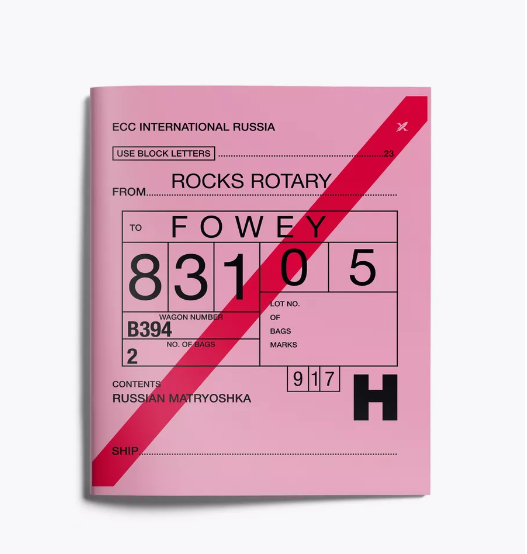 ECC INTERNATIONAL RUSSIA
USE BLOCK LETTERS 23
FROM ROCKS ROTARY
TO FOWEY
83105
WAGON NUMBER
B394
NO. OF BAGS
2
LOT NO.
OF
BAGS
MARKS
917
H
CONTENTS
RUSSIAN MATRYOSHKA
SHIP